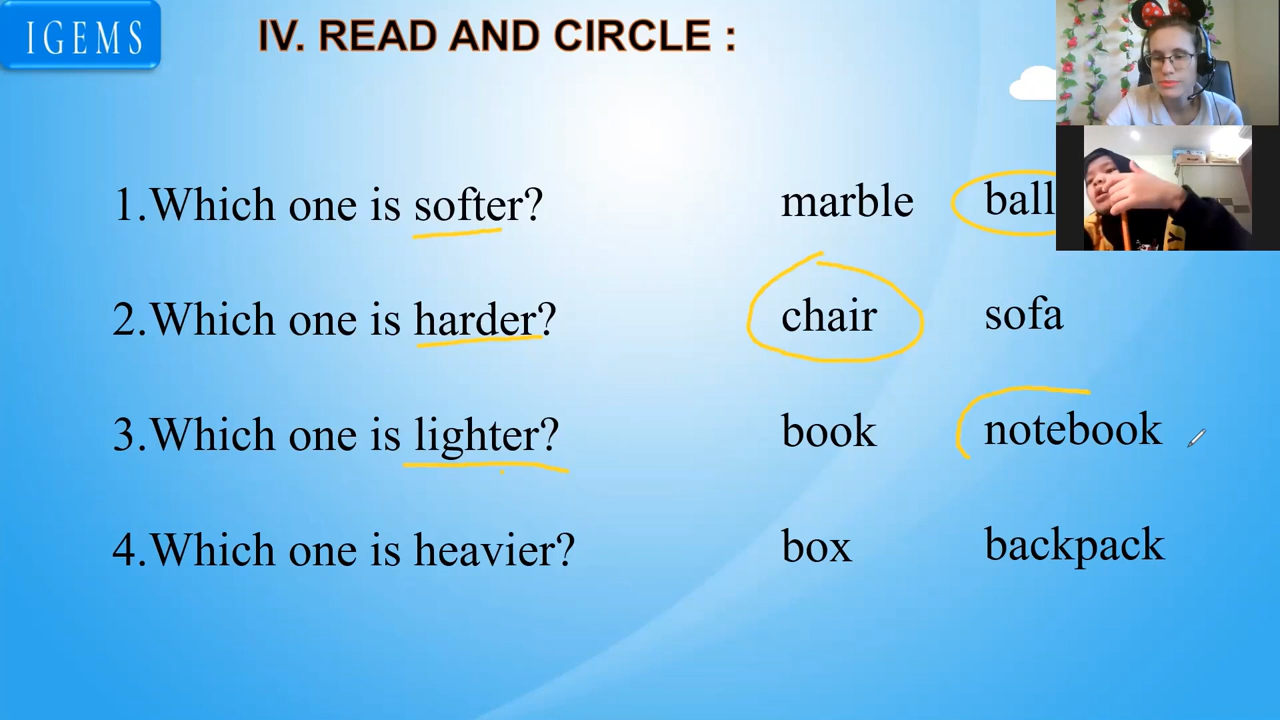 IGEMS
IV. READ AND CIRCLE :
1.Which one is softer? marble ball
2.Which one is harder? chair sofa
3.Which one is lighter? book notebook
4.Which one is heavier? box backpack